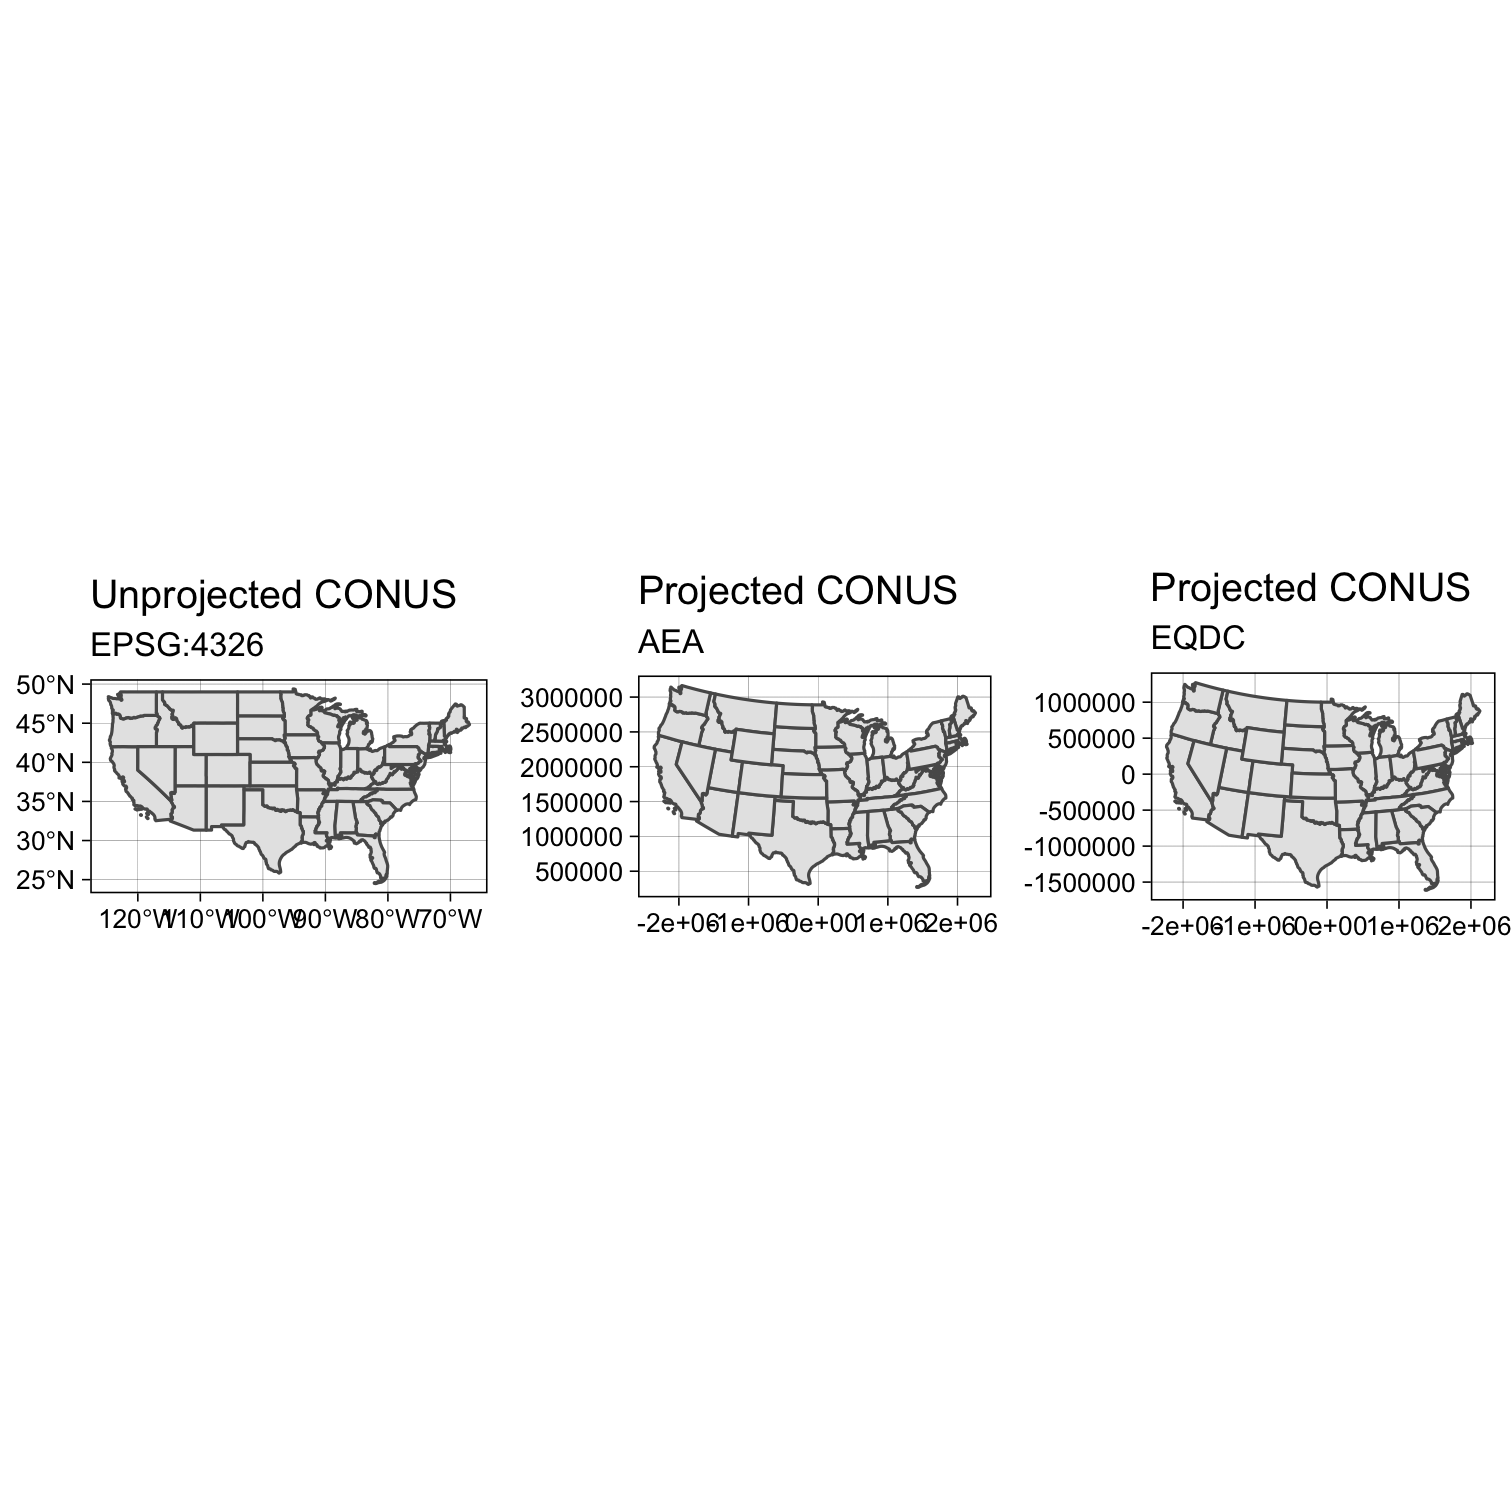 Unprojected CONUS
EPSG:4326
50°N
45°N
40°N
35°N
30°N
25°N
120°W 110°W 100°W 90°W 80°W 70°W
Projected CONUS
AEA
3000000
2500000
2000000
1500000
1000000
500000
-2e+06 -1e+06 0e+00 1e+06 2e+06
Projected CONUS
EQDC
1000000
500000
0
-500000
-1000000
-1500000
-2e+06 -1e+06 0e+00 1e+06 2e+06